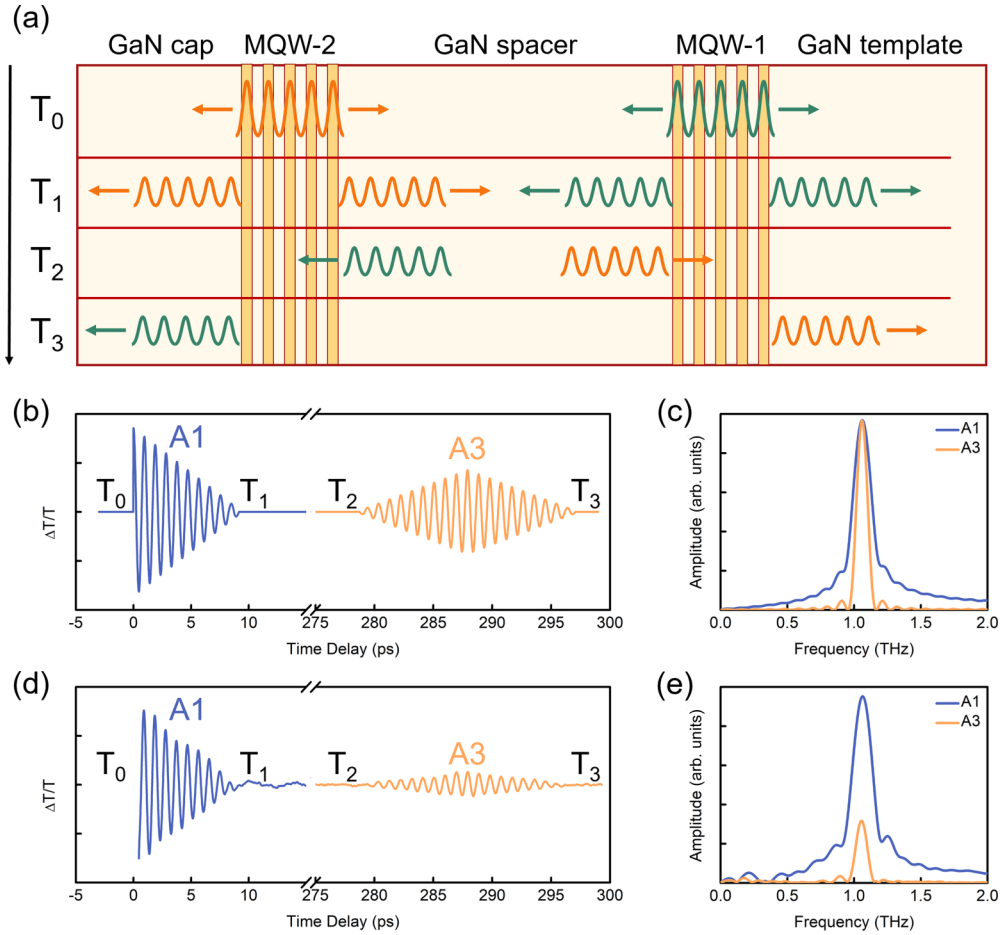 (a)
GaN cap MQW-2 GaN spacer MQW-1 GaN template
T0
T1
T2
T3
(b)
A1
A3
T0 T1 T2 T3
ΔT/T
-5 0 5 10 275 280 285 290 295 300
Time Delay (ps)
(c)
A1
A3
Amplitude (arb. units)
0.0 0.5 1.0 1.5 2.0
Frequency (THz)
(d)
A1
A3
T0 T1 T2 T3
ΔT/T
-5 0 5 10 275 280 285 290 295 300
Time Delay (ps)
(e)
A1
A3
Amplitude (arb. units)
0.0 0.5 1.0 1.5 2.0
Frequency (THz)